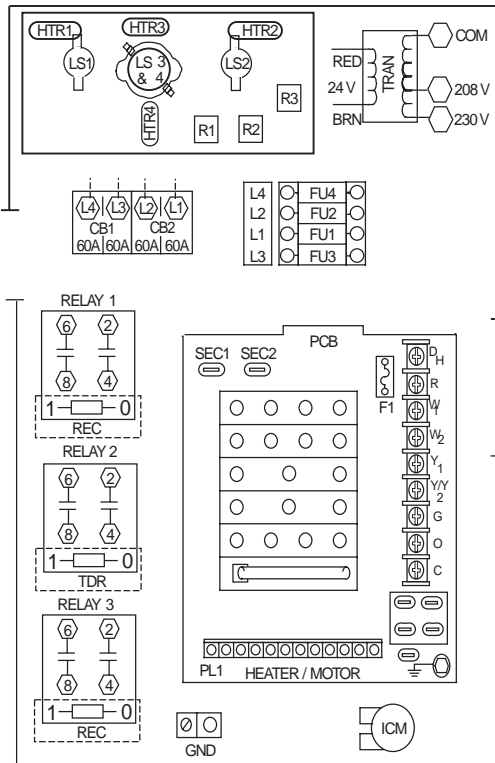 HTR1 HTR3 HTR2
LS1 LS 3 & 4 LS2
HTR4
R1 R2 R3
COM
RED
24 V TRAN 208 V
BRN 230 V
L4 L3 L2 L1
CB1 CB2
60A 60A 60A 60A
L4 FU4
L2 FU2
L1 FU1
L3 FU3
RELAY 1
6 2
8 4
1 0
REC
RELAY 2
6 2
8 4
1 0
TDR
RELAY 3
6 2
8 4
1 0
REC
PCB
SEC1 SEC2
F1
DH
R
W1
W2
Y1
Y/Y2
G
O
C
PL1 HEATER / MOTOR
GND
ICM